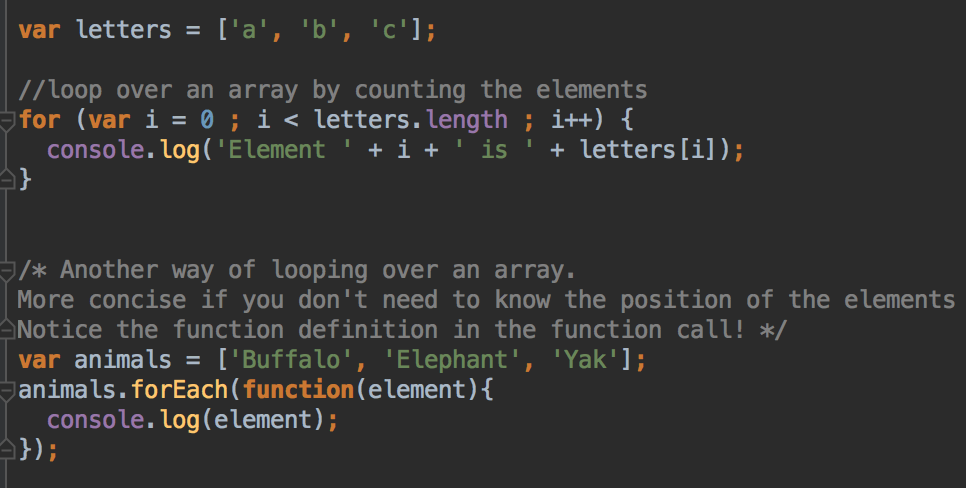 var letters = ['a', 'b', 'c'];
//loop over an array by counting the elements
for (var i = 0 ; i < letters.length ; i++) {
  console.log('Element ' + i + ' is ' + letters[i]);
}
/* Another way of looping over an array.
More concise if you don't need to know the position of the elements
Notice the function definition in the function call! */
var animals = ['Buffalo', 'Elephant', 'Yak'];
animals.forEach(function(element){
  console.log(element);
});